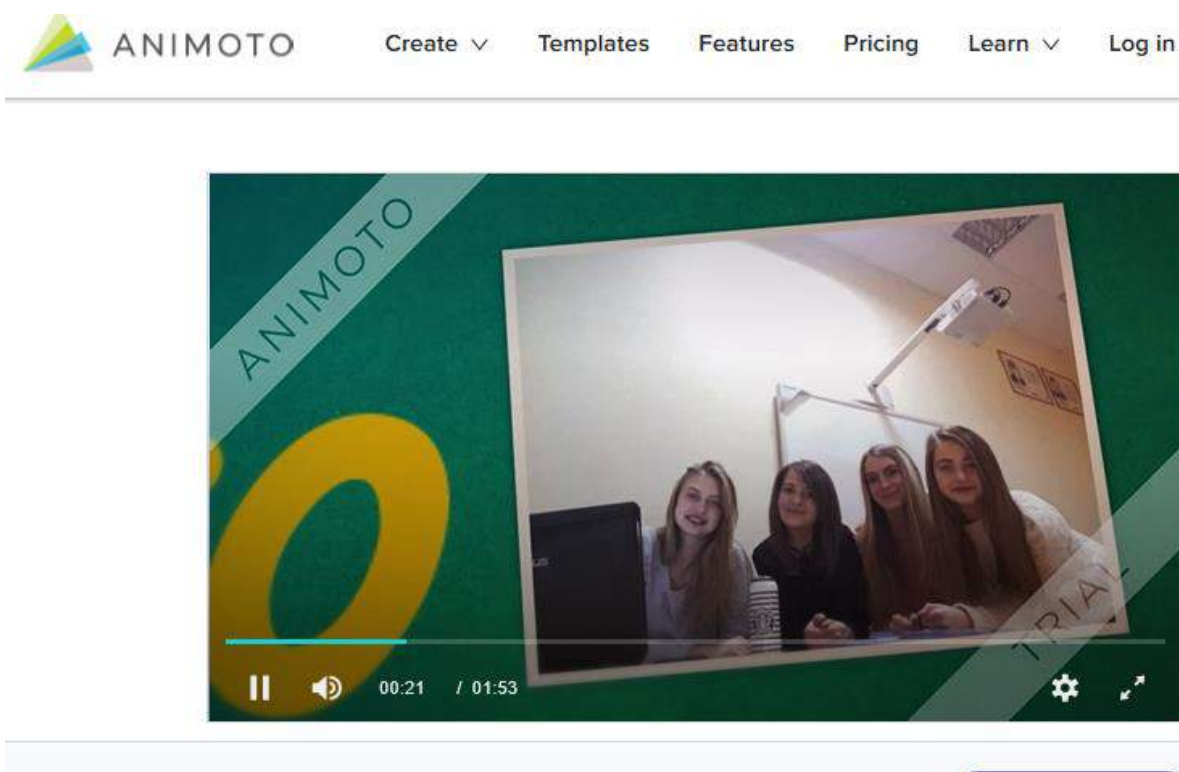 ANIMOTO
Create
Templates
Features
Pricing
Learn
Log in
ANIMOTO
TRIAL
00:21 / 01:53